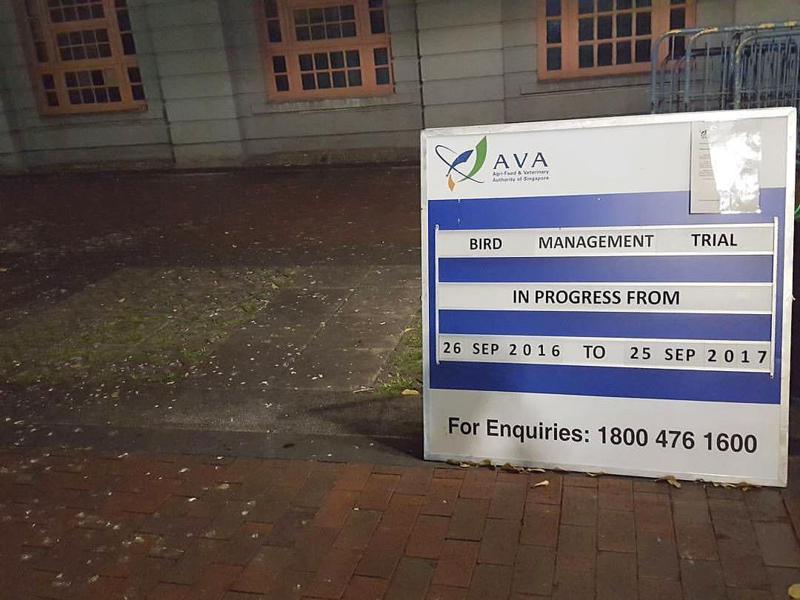 AVA
Agri-Food & Veterinary
Authority of Singapore
BIRD MANAGEMENT TRIAL
IN PROGRESS FROM
26 SEP 2016 TO 25 SEP 2017
For Enquiries: 1800 476 1600